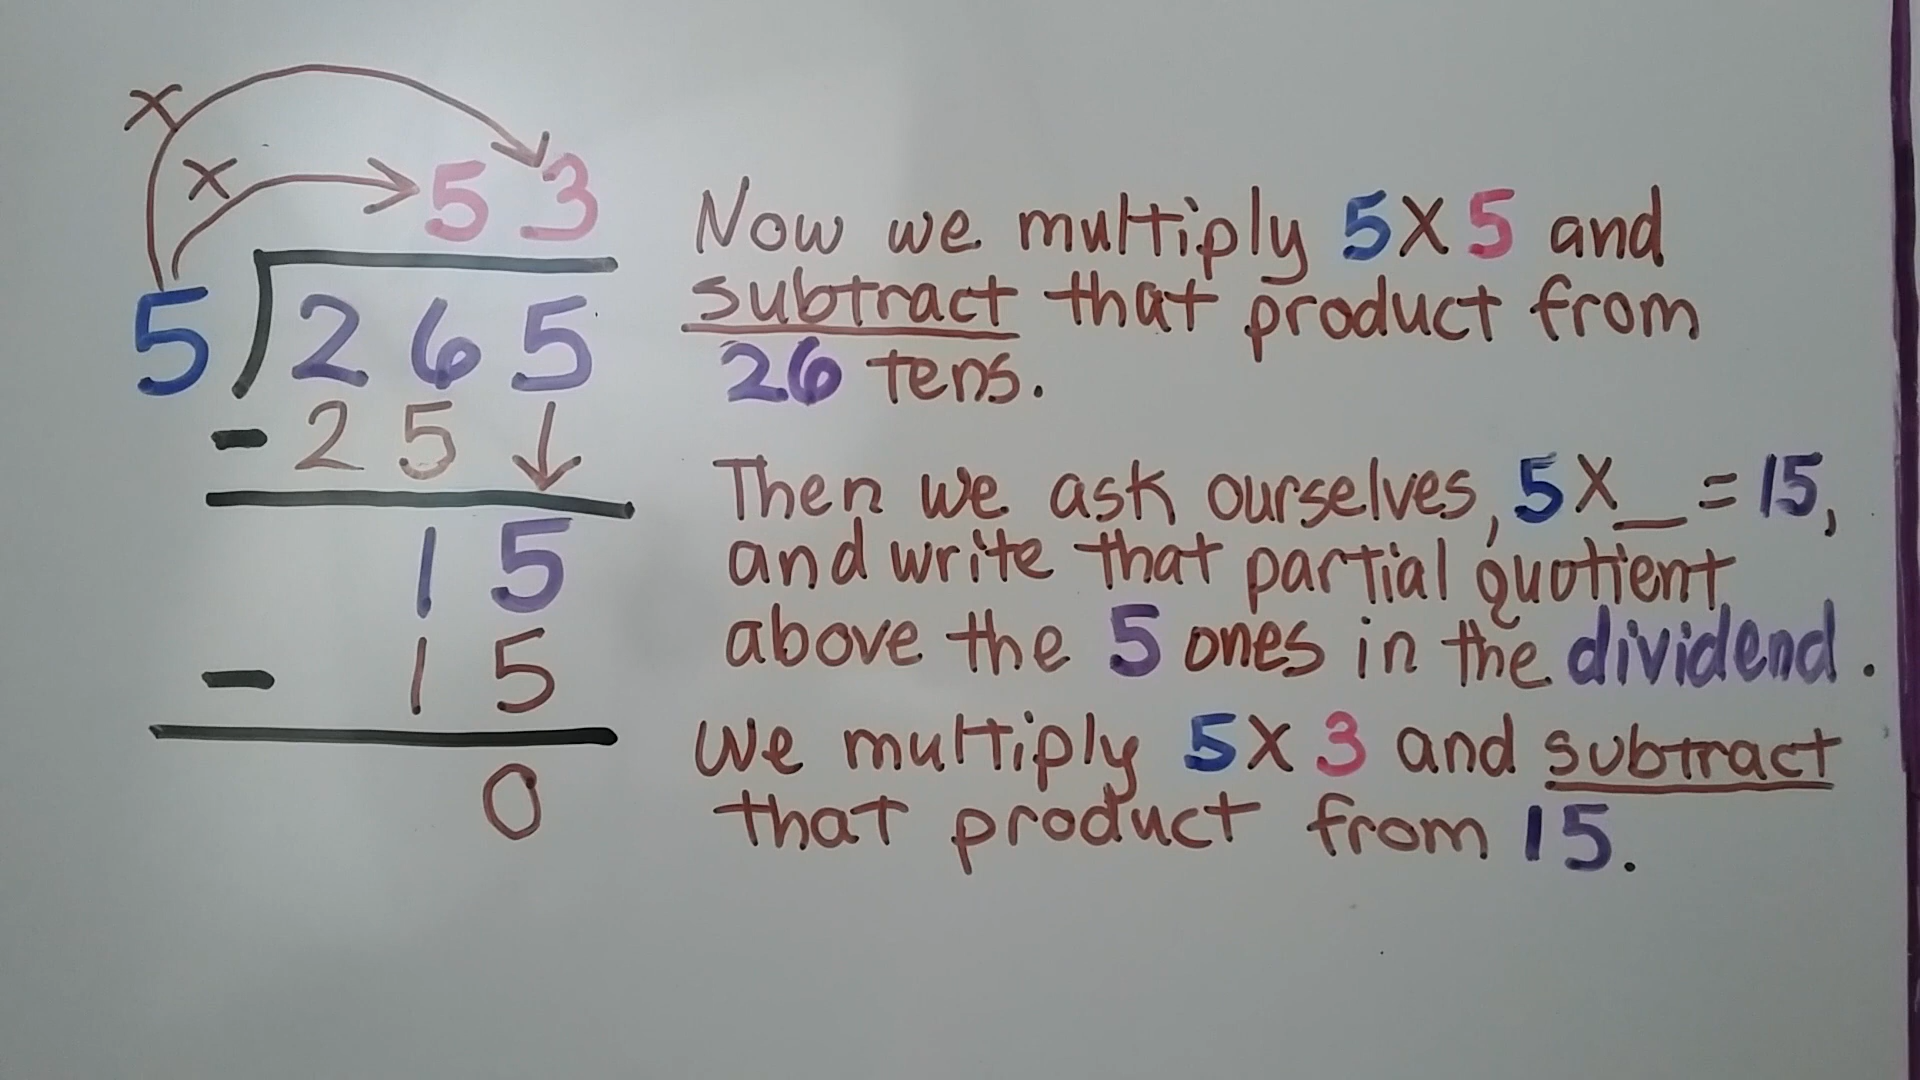 x
x
5 3
5)265
- 25↓
15
- 15
0
Now we multiply 5x5 and
subtract that product from
26 tens.
Then we ask ourselves, 5x_=15,
and write that partial quotient
above the 5 ones in the dividend.
We multiply 5x3 and subtract
that product from 15.